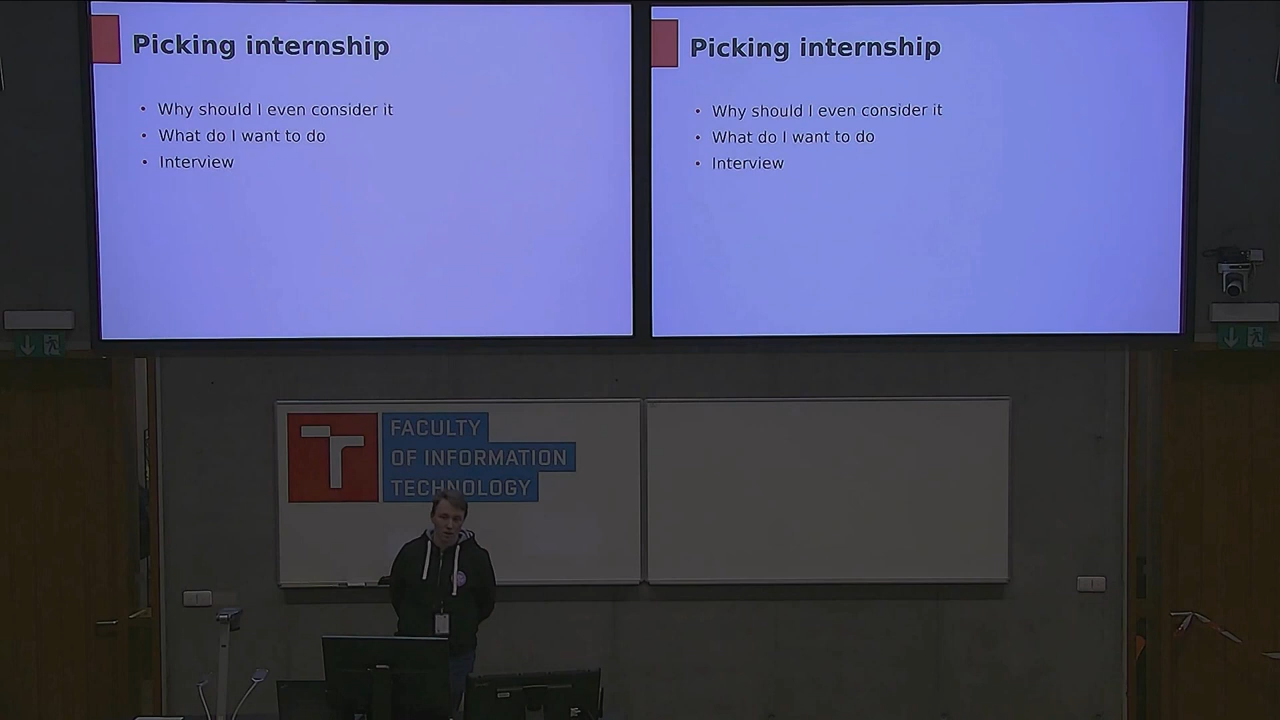 Picking internship
• Why should I even consider it
• What do I want to do
• Interview
Picking internship
• Why should I even consider it
• What do I want to do
• Interview
FACULTY
OF INFORMATION
TECHNOLOGY